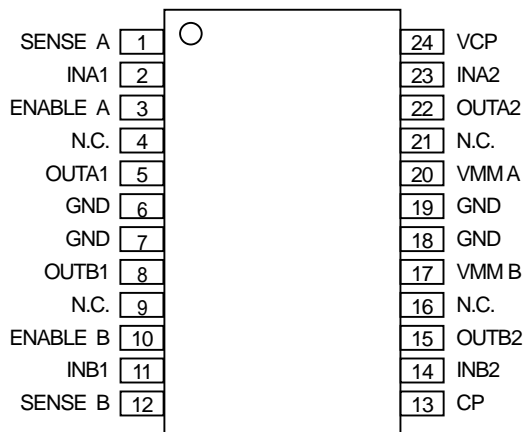 SENSE A 1 24 VCP
INA1 2 23 INA2
ENABLE A 3 22 OUTA2
N.C. 4 21 N.C.
OUTA1 5 20 VMM A
GND 6 19 GND
GND 7 18 GND
OUTB1 8 17 VMM B
N.C. 9 16 N.C.
ENABLE B 10 15 OUTB2
INB1 11 14 INB2
SENSE B 12 13 CP